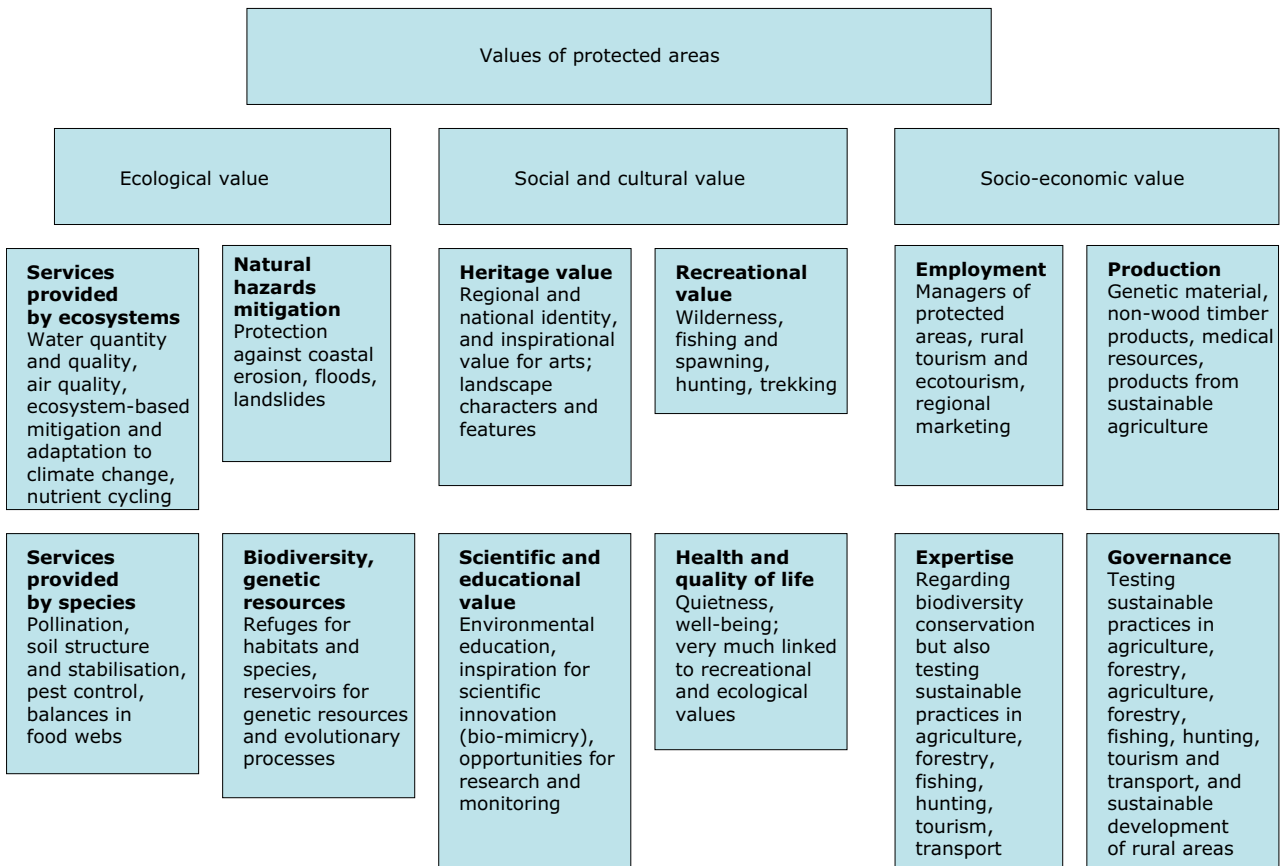 Values of protected areas
Ecological value
Social and cultural value
Socio-economic value
Services
provided
by ecosystems
Water quantity
and quality,
air quality,
ecosystem-based
mitigation and
adaptation to
climate change,
nutrient cycling
Natural
hazards
mitigation
Protection
against coastal
erosion, floods,
landslides
Heritage value
Regional and
national identity,
and inspirational
value for arts;
landscape
characters and
features
Recreational
value
Wilderness,
fishing and
spawning,
hunting, trekking
Employment
Managers of
protected
areas, rural
tourism and
ecotourism,
regional
marketing
Production
Genetic material,
non-wood timber
products, medical
resources,
products from
sustainable
agriculture
Services
provided
by species
Pollination,
soil structure
and stabilisation,
pest control,
balances in
food webs
Biodiversity,
genetic
resources
Refuges for
habitats and
species,
reservoirs for
genetic resources
and evolutionary
processes
Scientific and
educational
value
Environmental
education,
inspiration for
scientific
innovation
(bio-mimicry),
opportunities for
research and
monitoring
Health and
quality of life
Quietness,
well-being;
very much linked
to recreational
and ecological
values
Expertise
Regarding
biodiversity
conservation
but also
testing
sustainable
practices in
agriculture,
forestry,
fishing,
hunting,
tourism,
transport
Governance
Testing
sustainable
practices in
agriculture,
forestry,
agriculture,
forestry,
fishing, hunting,
tourism and
transport, and
sustainable
development
of rural areas